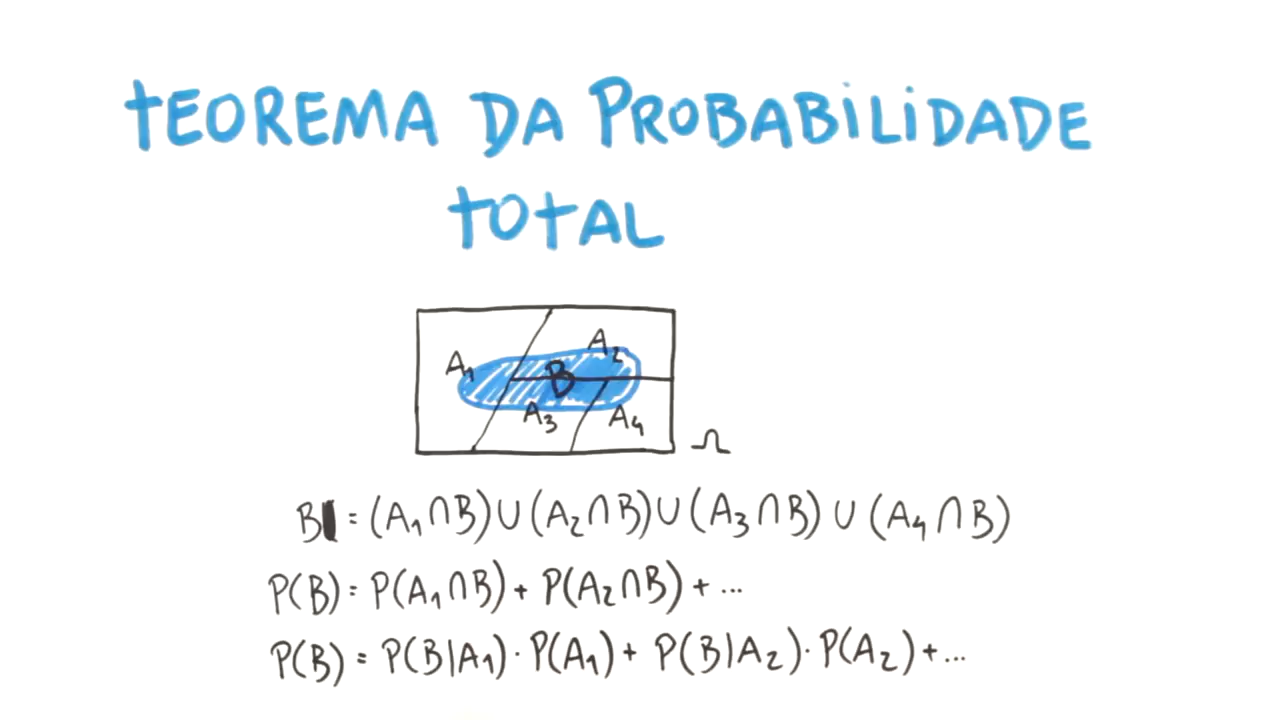 TEOREMA DA PROBABILIDADE
TOTAL
A₂
A₁
B
A₃
A₄
Ω
B = (A₁∩B)∪(A₂∩B)∪(A₃∩B)∪(A₄∩B)
P(B) = P(A₁∩B) + P(A₂∩B) + ...
P(B) = P(B|A₁)·P(A₁) + P(B|A₂)·P(A₂) + ...